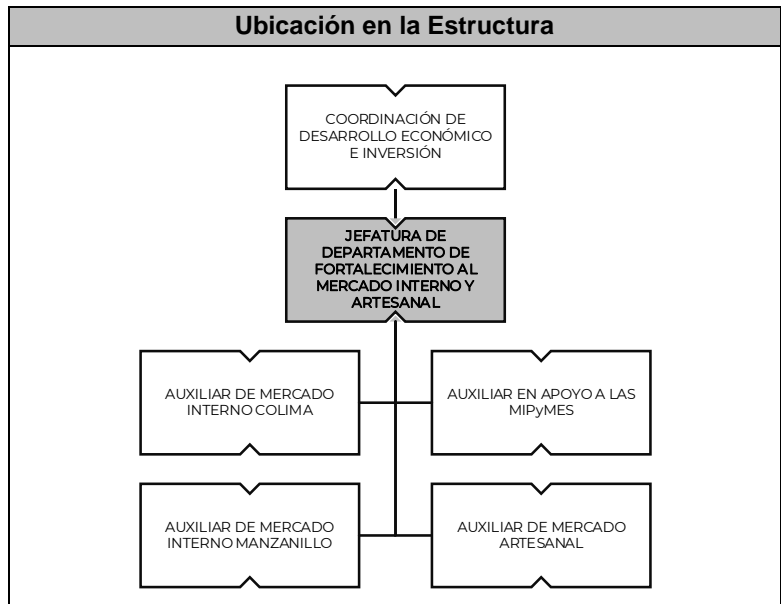 Ubicación en la Estructura
COORDINACIÓN DE
DESARROLLO ECONÓMICO
E INVERSIÓN
JEFATURA DE
DEPARTAMENTO DE
FORTALECIMIENTO AL
MERCADO INTERNO Y
ARTESANAL
AUXILIAR DE MERCADO
INTERNO COLIMA
AUXILIAR EN APOYO A LAS
MIPyMES
AUXILIAR DE MERCADO
INTERNO MANZANILLO
AUXILIAR DE MERCADO
ARTESANAL